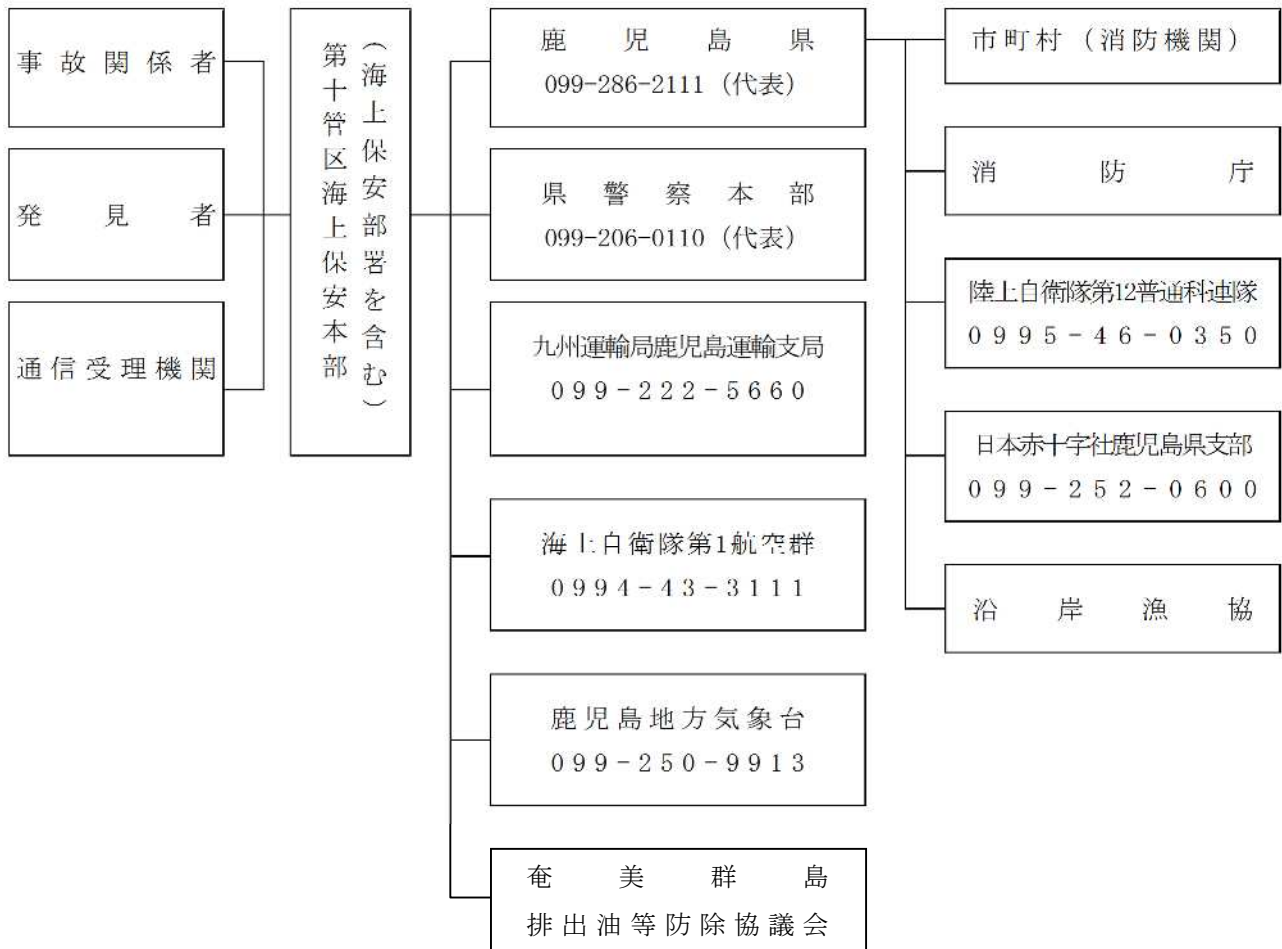 事故関係者
発見者
通信受理機関
第十管区海上保安本部
（海上保安部署を含む）
鹿児島県
099-286-2111（代表）
県警察本部
099-206-0110（代表）
九州運輸局鹿児島運輸支局
099-222-5660
海上自衛隊第1航空群
0994-43-3111
鹿児島地方気象台
099-250-9913
奄美群島
排出油等防除協議会
市町村（消防機関）
消防庁
陸上自衛隊第12普通科連隊
0995-46-0350
日本赤十字社鹿児島県支部
099-252-0600
沿岸漁協